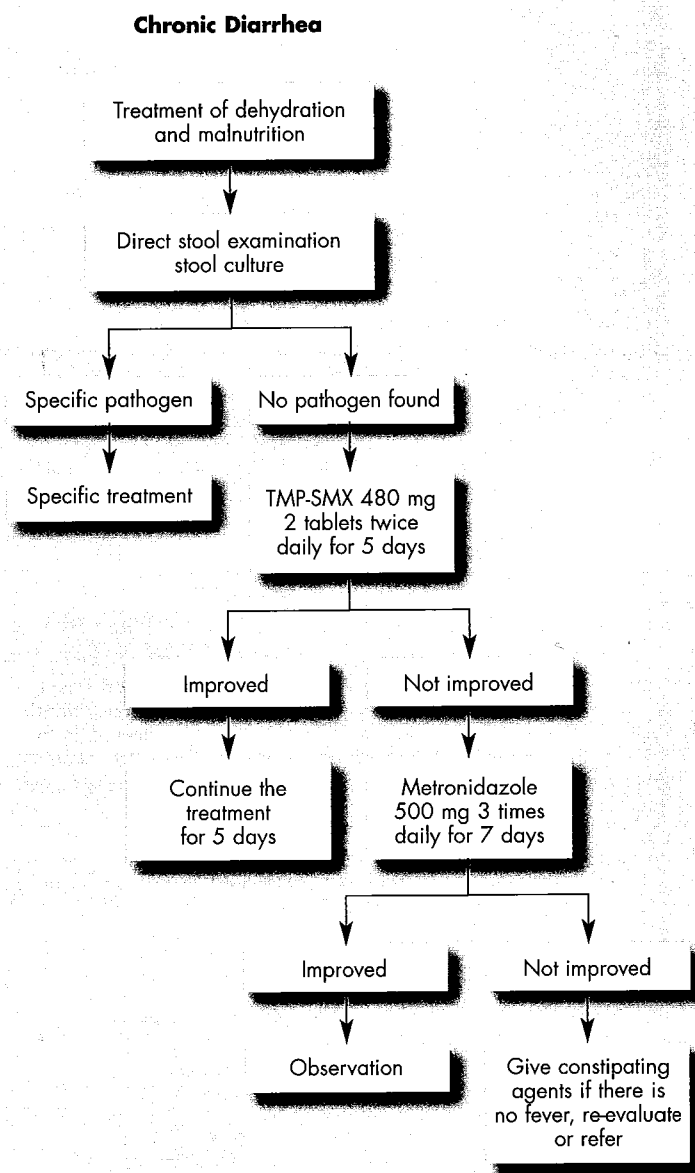 Chronic Diarrhea
Treatment of dehydration
and malnutrition
Direct stool examination
stool culture
Specific pathogen
No pathogen found
Specific treatment
TMP-SMX 480 mg
2 tablets twice
daily for 5 days
Improved
Not improved
Continue the
treatment
for 5 days
Metronidazole
500 mg 3 times
daily for 7 days
Improved
Not improved
Observation
Give constipating
agents if there is
no fever, re-evaluate
or refer